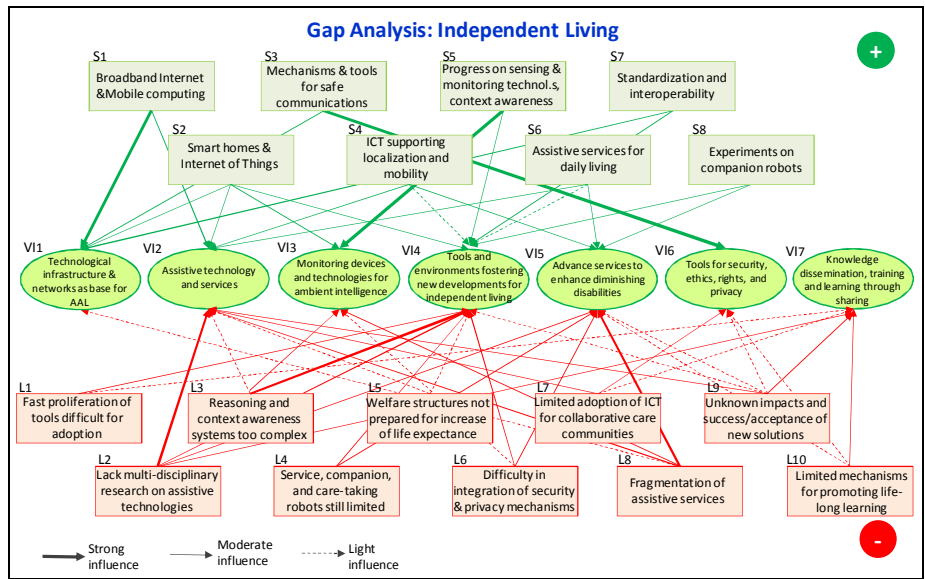 Gap Analysis: Independent Living
+
S1
Broadband Internet
&Mobile computing
S3
Mechanisms & tools
for safe
communications
S5
Progress on sensing &
monitoring technol.s,
context awareness
S7
Standardization and
interoperability
S2
Smart homes &
Internet of Things
S4
ICT supporting
localization and
mobility
S6
Assistive services for
daily living
S8
Experiments on
companion robots
VI1
Technological
infrastructure &
networks as base for
AAL
VI2
Assistive technology
and services
VI3
Monitoring devices
and technologies for
ambient intelligence
VI4
Tools and
environments fostering
new developments for
independent living
VI5
Advance services to
enhance diminishing
disabilities
VI6
Tools for security,
ethics, rights, and
privacy
VI7
Knowledge
dissemination, training
and learning through
sharing
L1
Fast proliferation of
tools difficult for
adoption
L3
Reasoning and
context awareness
systems too complex
L5
Welfare structures not
prepared for increase
of life expectance
L7
Limited adoption of ICT
for collaborative care
communities
L9
Unknown impacts and
success/acceptance of
new solutions
L2
Lack multi-disciplinary
research on assistive
technologies
L4
Service, companion,
and care-taking
robots still limited
L6
Difficulty in
integration of security
& privacy mechanisms
L8
Fragmentation of
assistive services
L10
Limited mechanisms
for promoting life-
long learning
Strong
influence
Moderate
influence
Light
influence
-